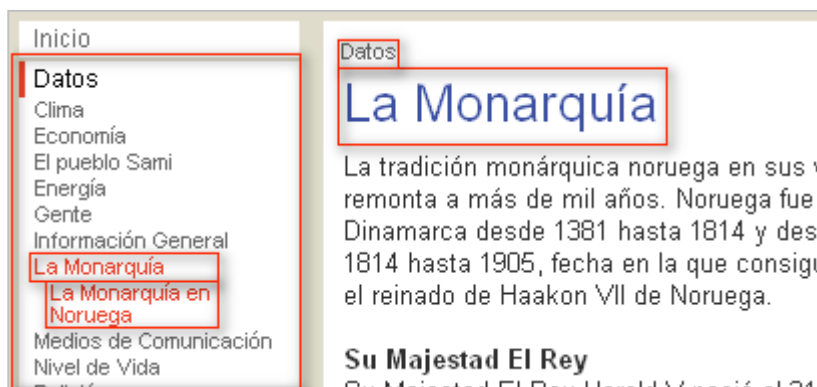 Inicio
Datos
Clima
Economía
El pueblo Sami
Energía
Gente
Información General
La Monarquía
La Monarquía en
Noruega
Medios de Comunicación
Nivel de Vida
Datos
La Monarquía
La tradición monárquica noruega en sus
remonta a más de mil años. Noruega fue
Dinamarca desde 1381 hasta 1814 y des
1814 hasta 1905, fecha en la que consigu
el reinado de Haakon VII de Noruega.
Su Majestad El Rey